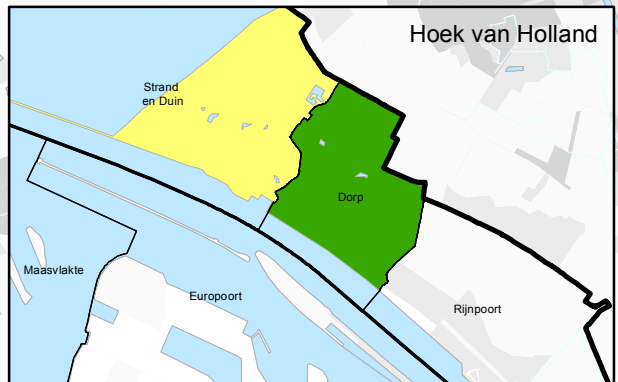 Hoek van Holland
Strand
en Duin
Dorp
Maasvlakte
Europoort
Rijnpoort